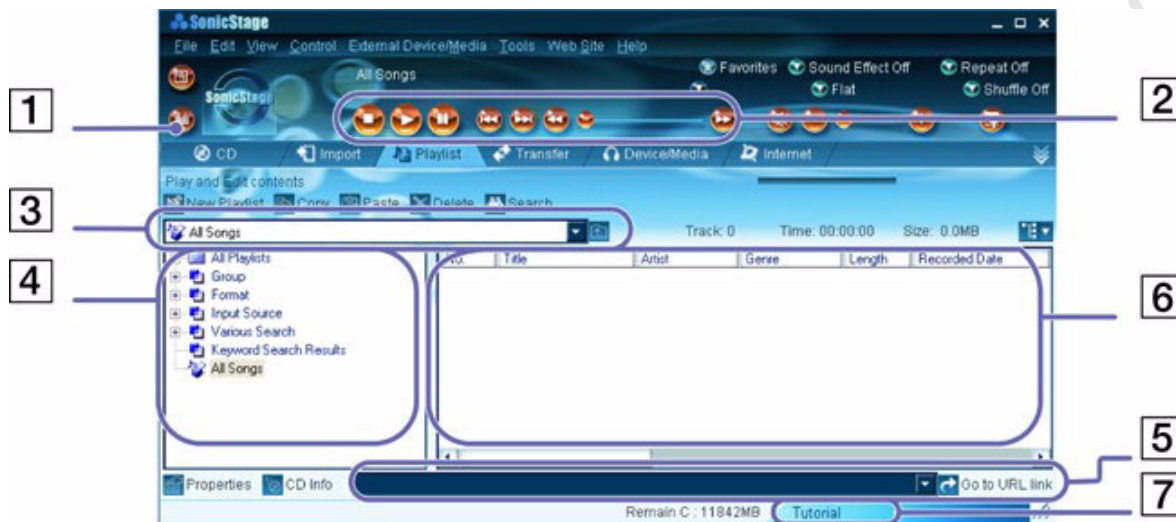 SonicStage
File Edit View Control External Device/Media Tools Web Site Help
All Songs
Favorites Sound Effect Off Repeat Off
SonicStage
Flat Shuffle Off
1
2
CD Import Playlist Transfer Device/Media Internet
Play and Edit contents
New Playlist Copy Paste Delete Search
3
All Songs Track: 0 Time: 00:00:00 Size: 0.0MB
4
All Playlists
Group
Format
Input Source
Various Search
Keyword Search Results
All Songs
No. Title Artist Genre Length Recorded Date
6
5
Properties CD Info Go to URL link
7
Remain C : 11842MB Tutorial